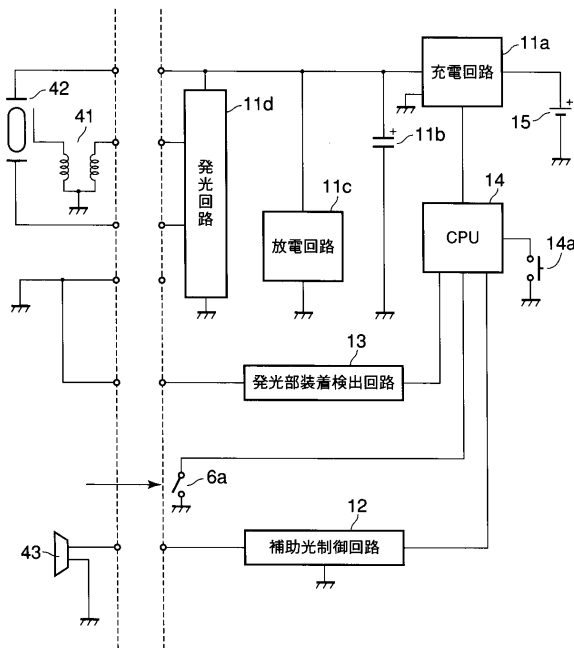 11a
充電回路
42
11d
41
15
11b
発光回路
11c
14
放電回路
CPU
14a
13
発光部装着検出回路
6a
12
43
補助光制御回路